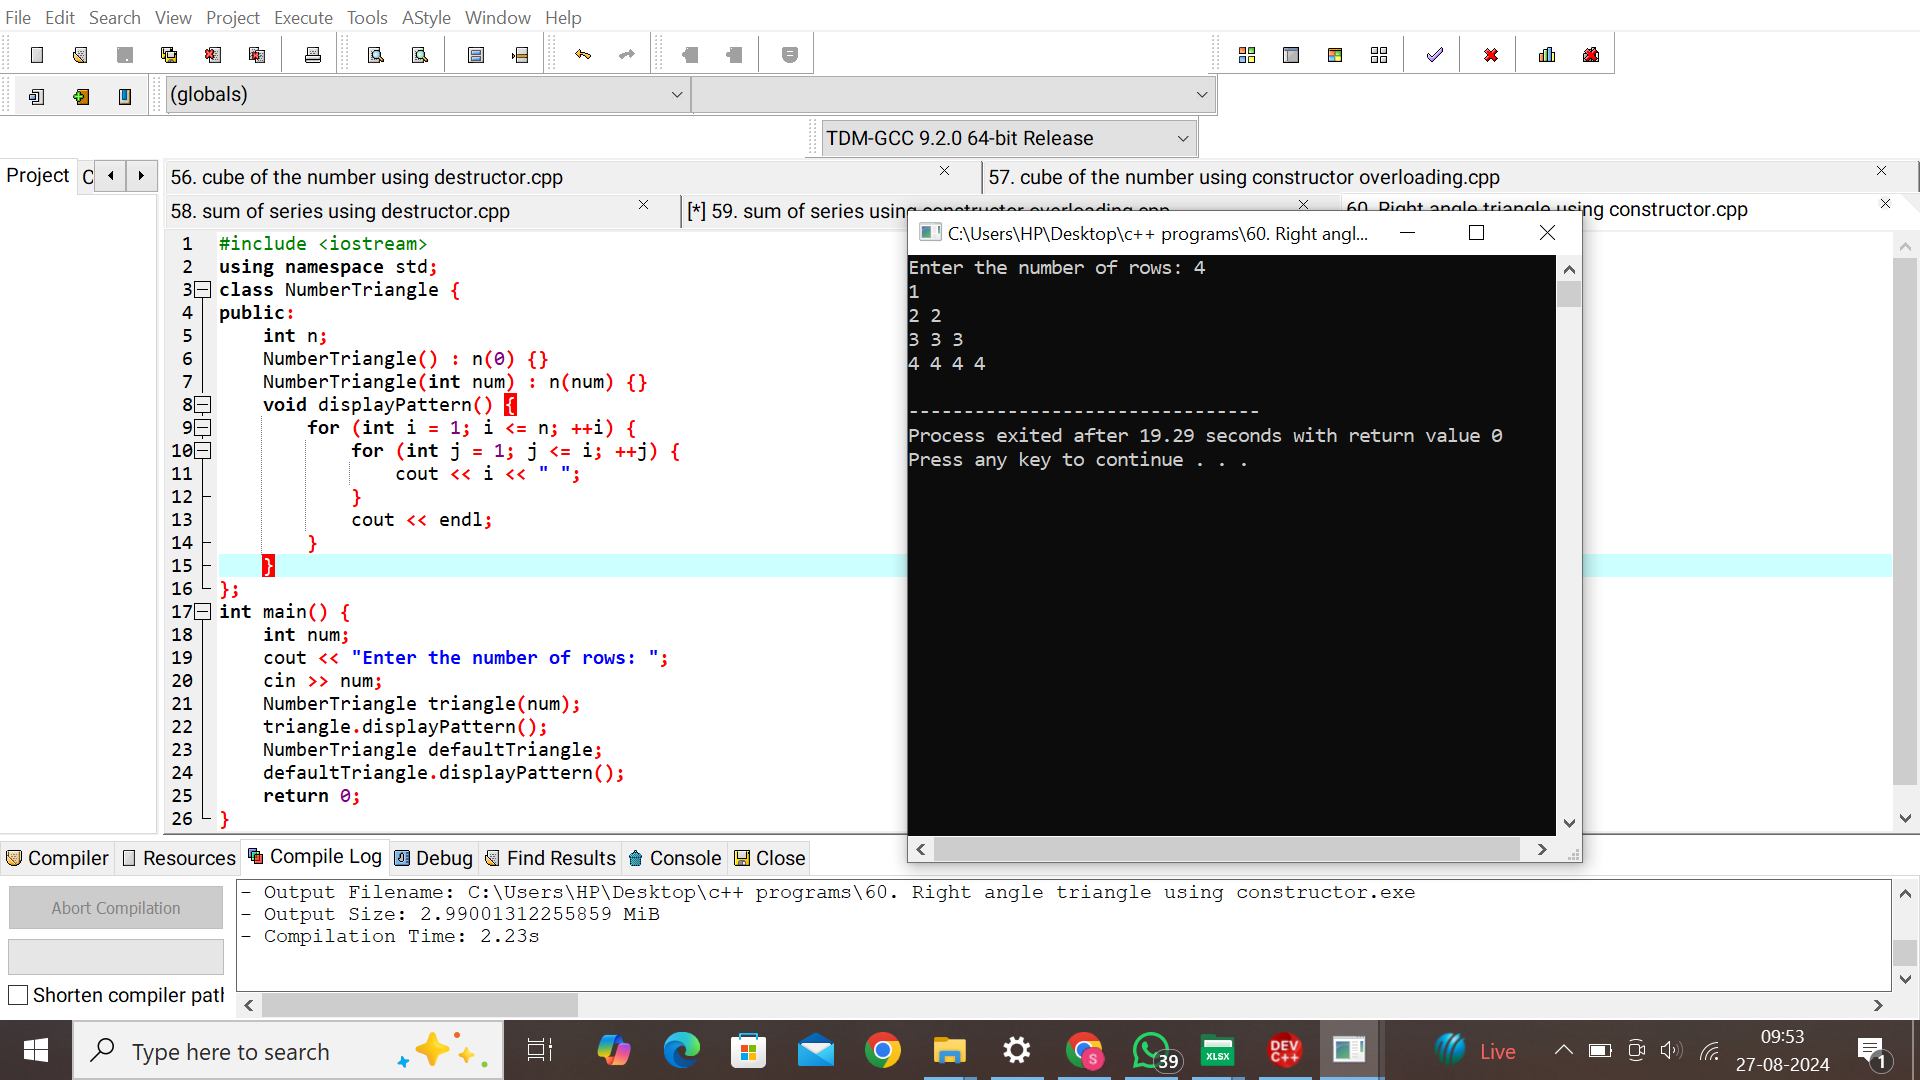 File Edit Search View Project Execute Tools AStyle Window Help
(globals)
TDM-GCC 9.2.0 64-bit Release
Project C
56. cube of the number using destructor.cpp
57. cube of the number using constructor overloading.cpp
58. sum of series using destructor.cpp
[*] 59. sum of series using constructor overloading.cpp
60. Right angle triangle using constructor.cpp
1 #include <iostream>
2 using namespace std;
3 class NumberTriangle {
4 public:
5 int n;
6 NumberTriangle() : n(0) {}
7 NumberTriangle(int num) : n(num) {}
8 void displayPattern() {
9 for (int i = 1; i <= n; ++i) {
10 for (int j = 1; j <= i; ++j) {
11 cout << i << " ";
12 }
13 cout << endl;
14 }
15 }
16 };
17 int main() {
18 int num;
19 cout << "Enter the number of rows: ";
20 cin >> num;
21 NumberTriangle triangle(num);
22 triangle.displayPattern();
23 NumberTriangle defaultTriangle;
24 defaultTriangle.displayPattern();
25 return 0;
26 }
C:\Users\HP\Desktop\c++ programs\60. Right angl...
Enter the number of rows: 4
1
2 2
3 3 3
4 4 4 4
--------------------------------
Process exited after 19.29 seconds with return value 0
Press any key to continue . . .
Compiler Resources Compile Log Debug Find Results Console Close
Abort Compilation
Shorten compiler path
- Output Filename: C:\Users\HP\Desktop\c++ programs\60. Right angle triangle using constructor.exe
- Output Size: 2.99001312255859 MiB
- Compilation Time: 2.23s
Type here to search
S
39
XLSX
DEV
C++
Live
09:53
27-08-2024
1